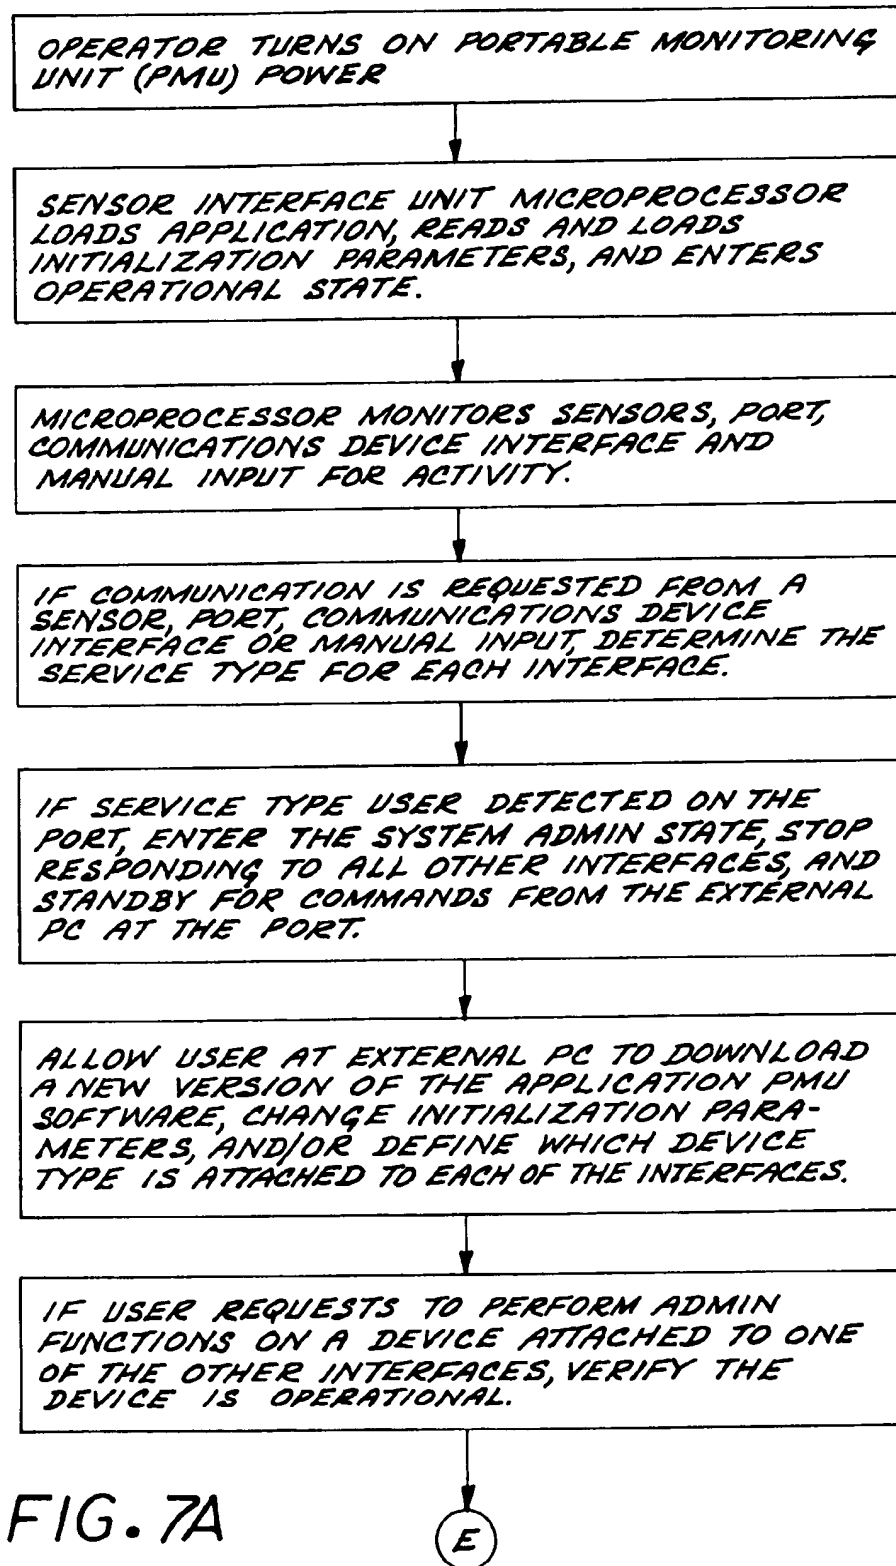 OPERATOR TURNS ON PORTABLE MONITORING
UNIT (PMU) POWER
SENSOR INTERFACE UNIT MICROPROCESSOR
LOADS APPLICATION, READS AND LOADS
INITIALIZATION PARAMETERS, AND ENTERS
OPERATIONAL STATE.
MICROPROCESSOR MONITORS SENSORS, PORT,
COMMUNICATIONS DEVICE INTERFACE AND
MANUAL INPUT FOR ACTIVITY.
IF COMMUNICATION IS REQUESTED FROM A
SENSOR, PORT, COMMUNICATIONS DEVICE
INTERFACE OR MANUAL INPUT, DETERMINE THE
SERVICE TYPE FOR EACH INTERFACE.
IF SERVICE TYPE USER DETECTED ON THE
PORT, ENTER THE SYSTEM ADMIN STATE, STOP
RESPONDING TO ALL OTHER INTERFACES, AND
STANDBY FOR COMMANDS FROM THE EXTERNAL
PC AT THE PORT.
ALLOW USER AT EXTERNAL PC TO DOWNLOAD
A NEW VERSION OF THE APPLICATION PMU
SOFTWARE, CHANGE INITIALIZATION PARA-
METERS, AND/OR DEFINE WHICH DEVICE
TYPE IS ATTACHED TO EACH OF THE INTERFACES.
IF USER REQUESTS TO PERFORM ADMIN
FUNCTIONS ON A DEVICE ATTACHED TO ONE
OF THE OTHER INTERFACES, VERIFY THE
DEVICE IS OPERATIONAL.
FIG. 7A
E